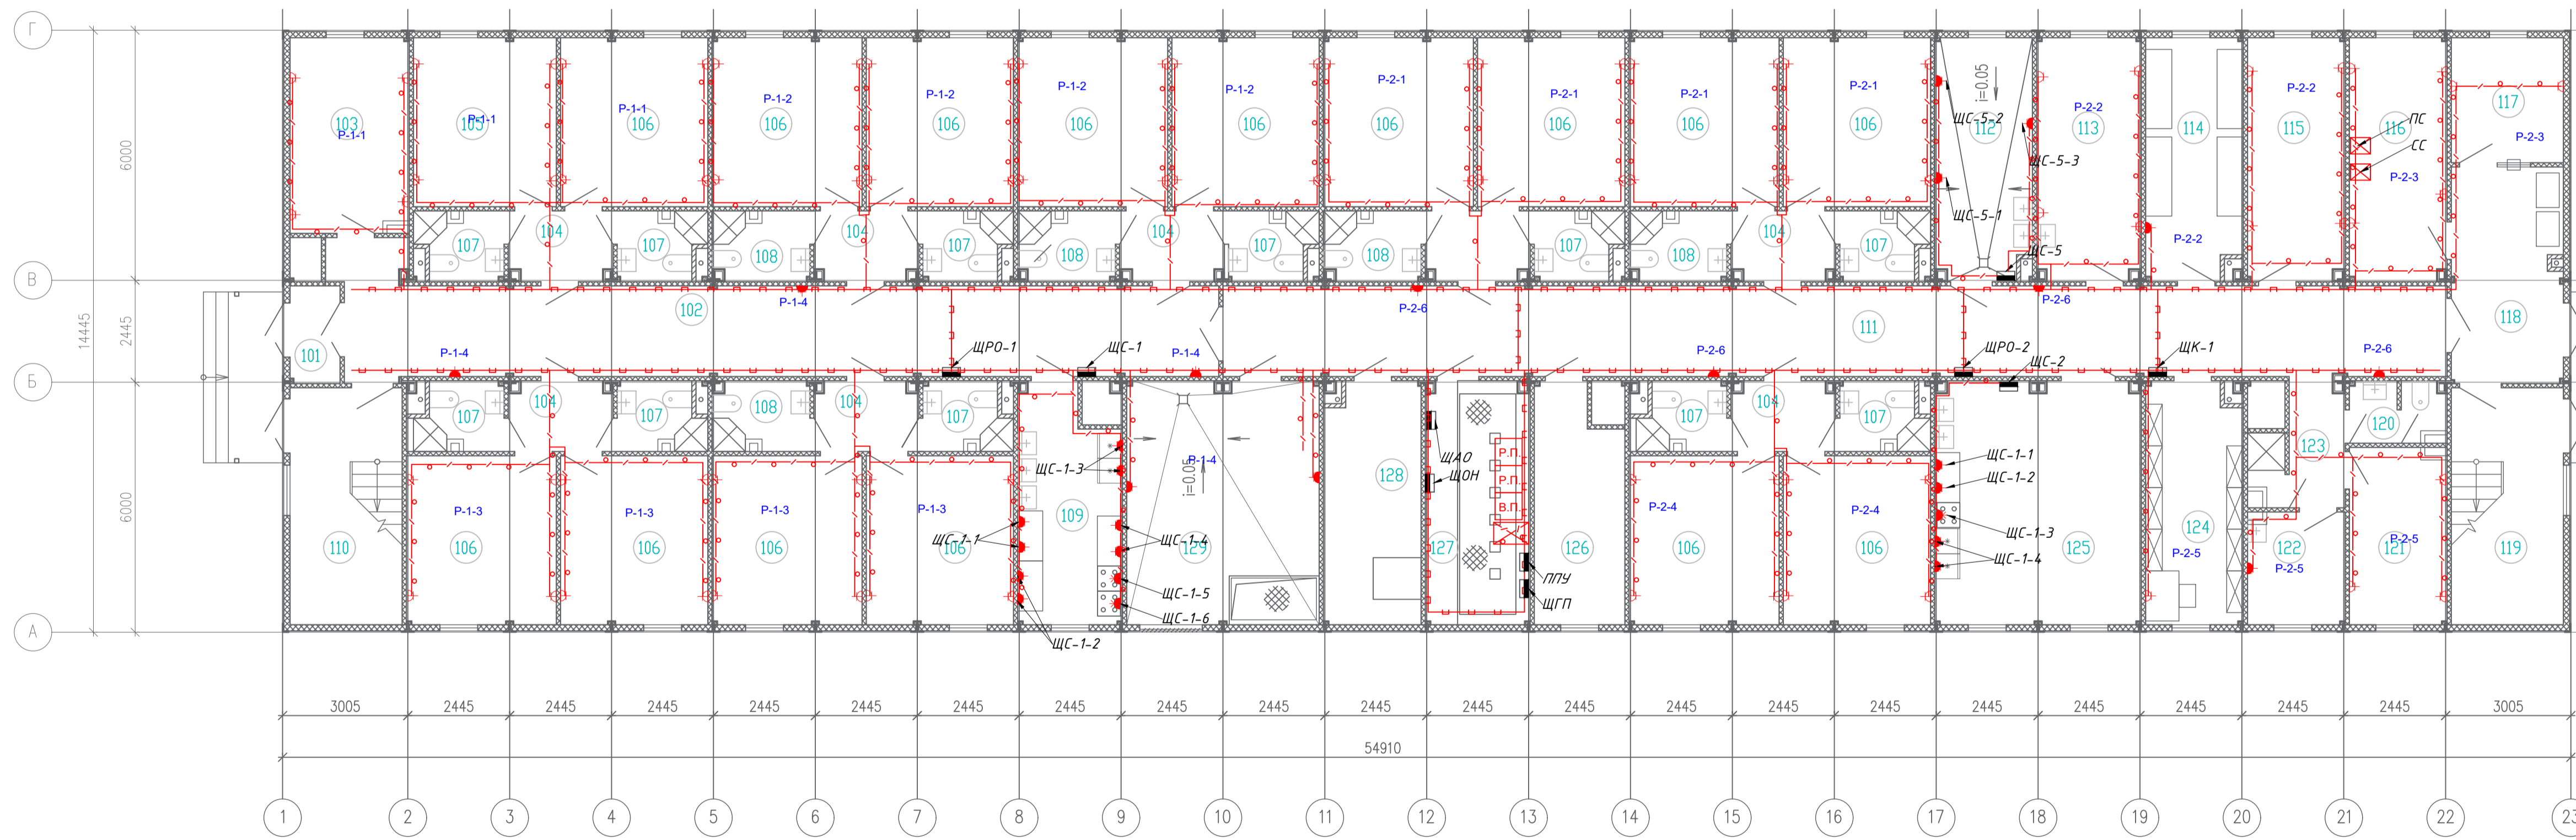 Г
В
Б
А
6000
2445
6000
14445
103
Р-1-1
105
Р-1-1
Р-1-1
106
Р-1-2
106
Р-1-2
106
Р-1-2
106
Р-1-2
106
Р-2-1
106
Р-2-1
106
Р-2-1
106
Р-2-1
106
i=0.05
112
ЩС-5-2
ЩС-5-3
ЩС-5-1
ЩС-5
Р-2-2
113
114
Р-2-2
Р-2-2
115
116
ПС
СС
Р-2-3
117
Р-2-3
107
104
107
108
104
107
108
104
107
108
107
108
104
107
102
Р-1-4
Р-2-6
111
Р-2-6
118
101
Р-1-4
ЩРО-1
ЩС-1
Р-1-4
Р-2-6
ЩРО-2
ЩС-2
ЩК-1
Р-2-6
107
104
107
108
104
107
107
104
107
120
123
110
Р-1-3
106
Р-1-3
106
Р-1-3
106
Р-1-3
106
109
ЩС-1-3
ЩС-1-1
ЩС-1-4
ЩС-1-5
ЩС-1-6
ЩС-1-2
Р-1-4
i=0.05
129
128
ЩАО
ЩОН
Р.П.
Р.П.
В.П.
127
ППУ
ЩГП
126
Р-2-4
106
Р-2-4
106
ЩС-1-1
ЩС-1-2
ЩС-1-3
ЩС-1-4
125
124
Р-2-5
122
Р-2-5
121
Р-2-5
119
3005 2445 2445 2445 2445 2445 2445 2445 2445 2445 2445 2445 2445 2445 2445 2445 2445 2445 2445 2445 2445 3005
54910
1 2 3 4 5 6 7 8 9 10 11 12 13 14 15 16 17 18 19 20 21 22 23